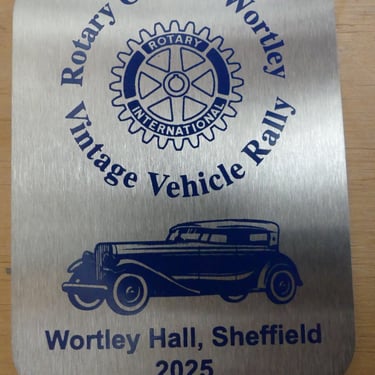 Rotary Wortley
ROTARY
INTERNATIONAL
Vintage Vehicle Rally
Wortley Hall, Sheffield
2025